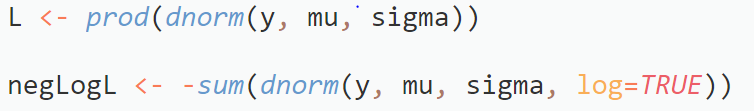 L <- prod(dnorm(y, mu, sigma))
negLogL <- -sum(dnorm(y, mu, sigma, log=TRUE))